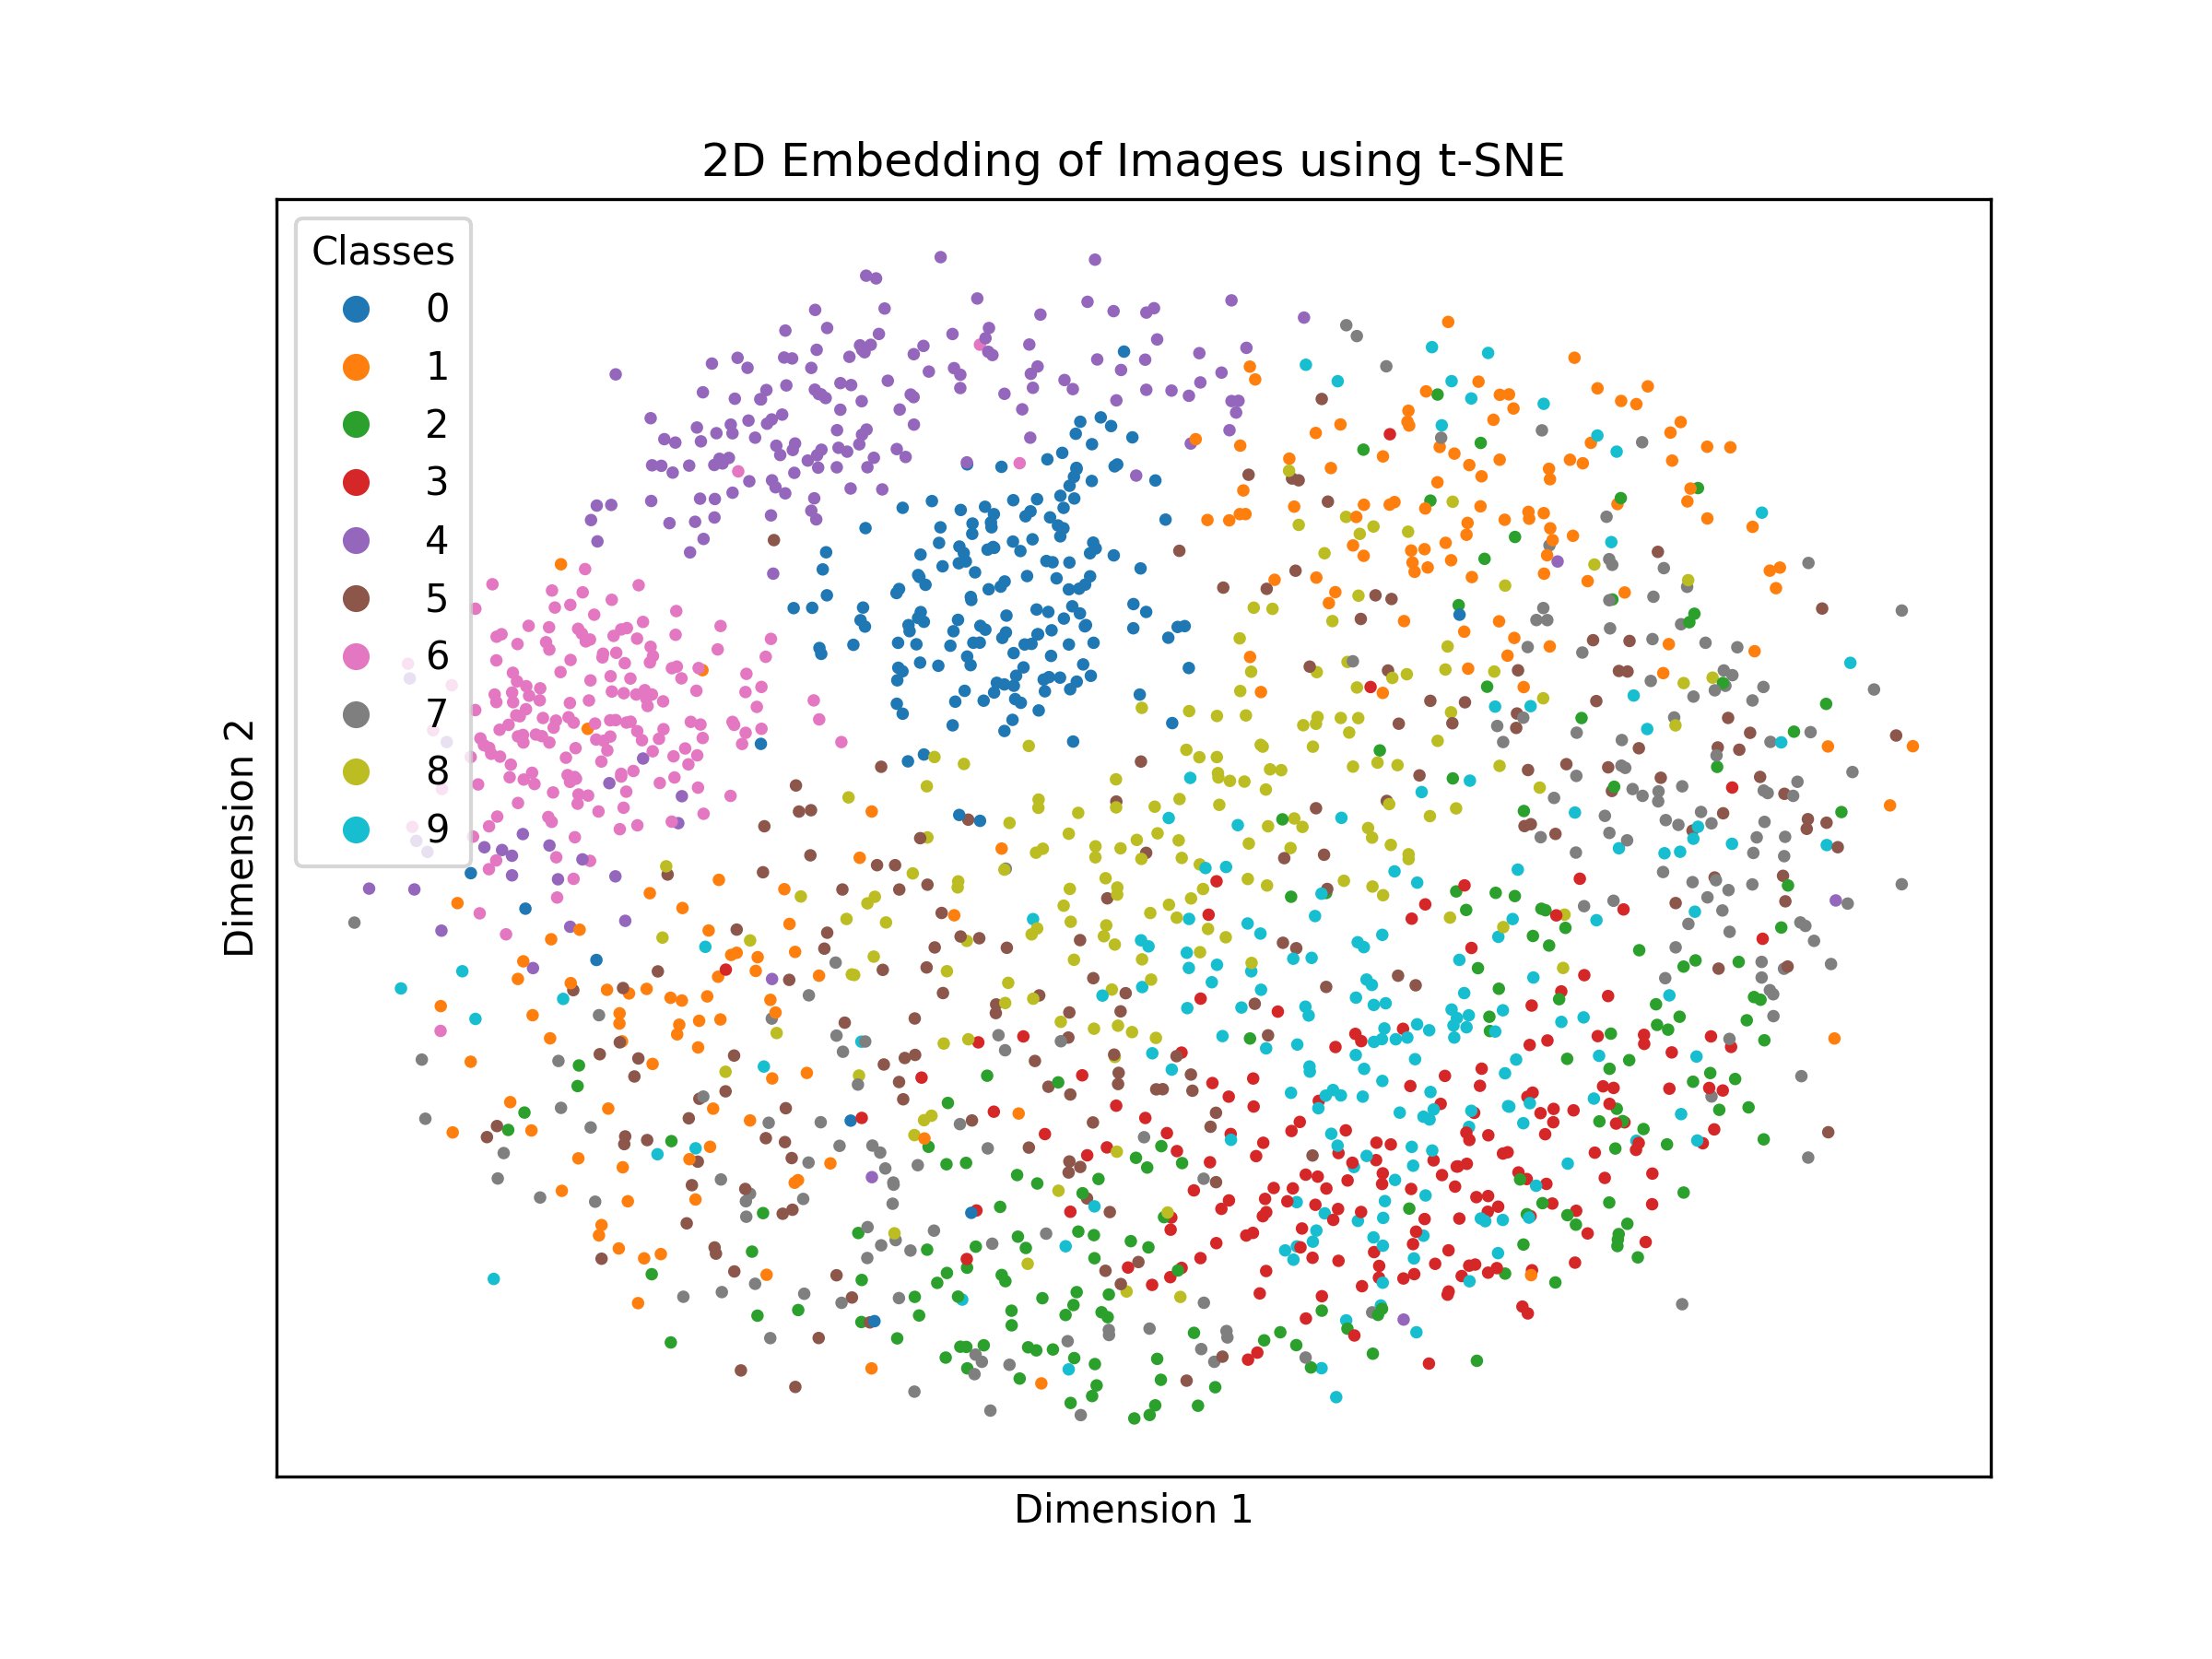 2D Embedding of Images using t-SNE
Classes
0
1
2
3
4
5
6
7
8
9
Dimension 2
Dimension 1